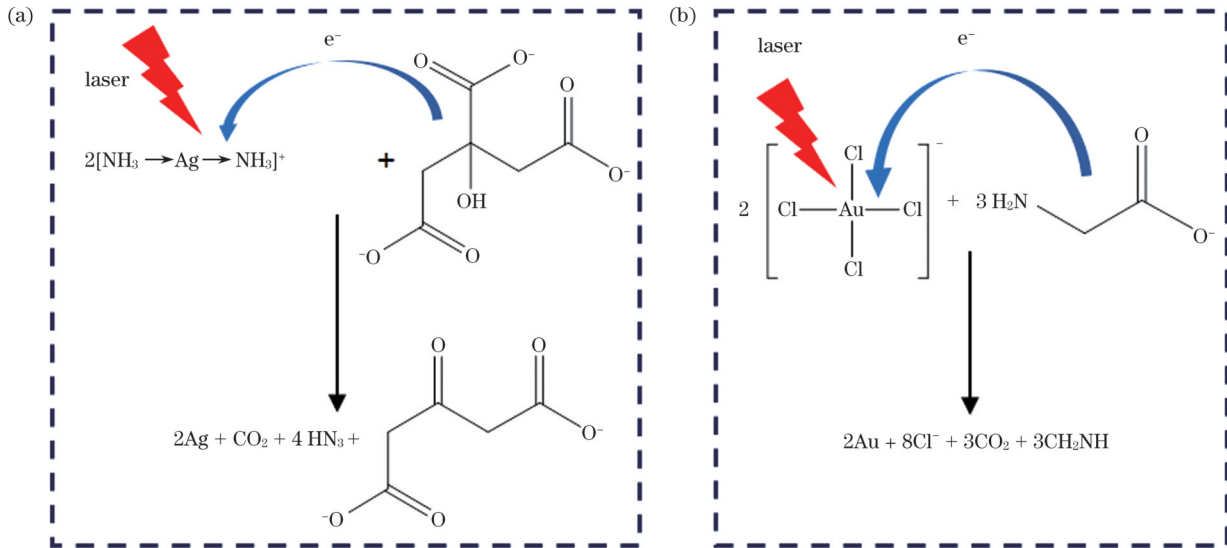 (a)
e⁻
laser
2[NH₃→Ag→NH₃]⁺
+
O
O⁻
O
O⁻
OH
⁻O
O
2Ag + CO₂ + 4 HN₃ +
O
O
O⁻
⁻O
O
(b)
e⁻
laser
2
Cl
Cl
Au
Cl
Cl
⁻
+ 3 H₂N
O
O⁻
2Au + 8Cl⁻ + 3CO₂ + 3CH₂NH